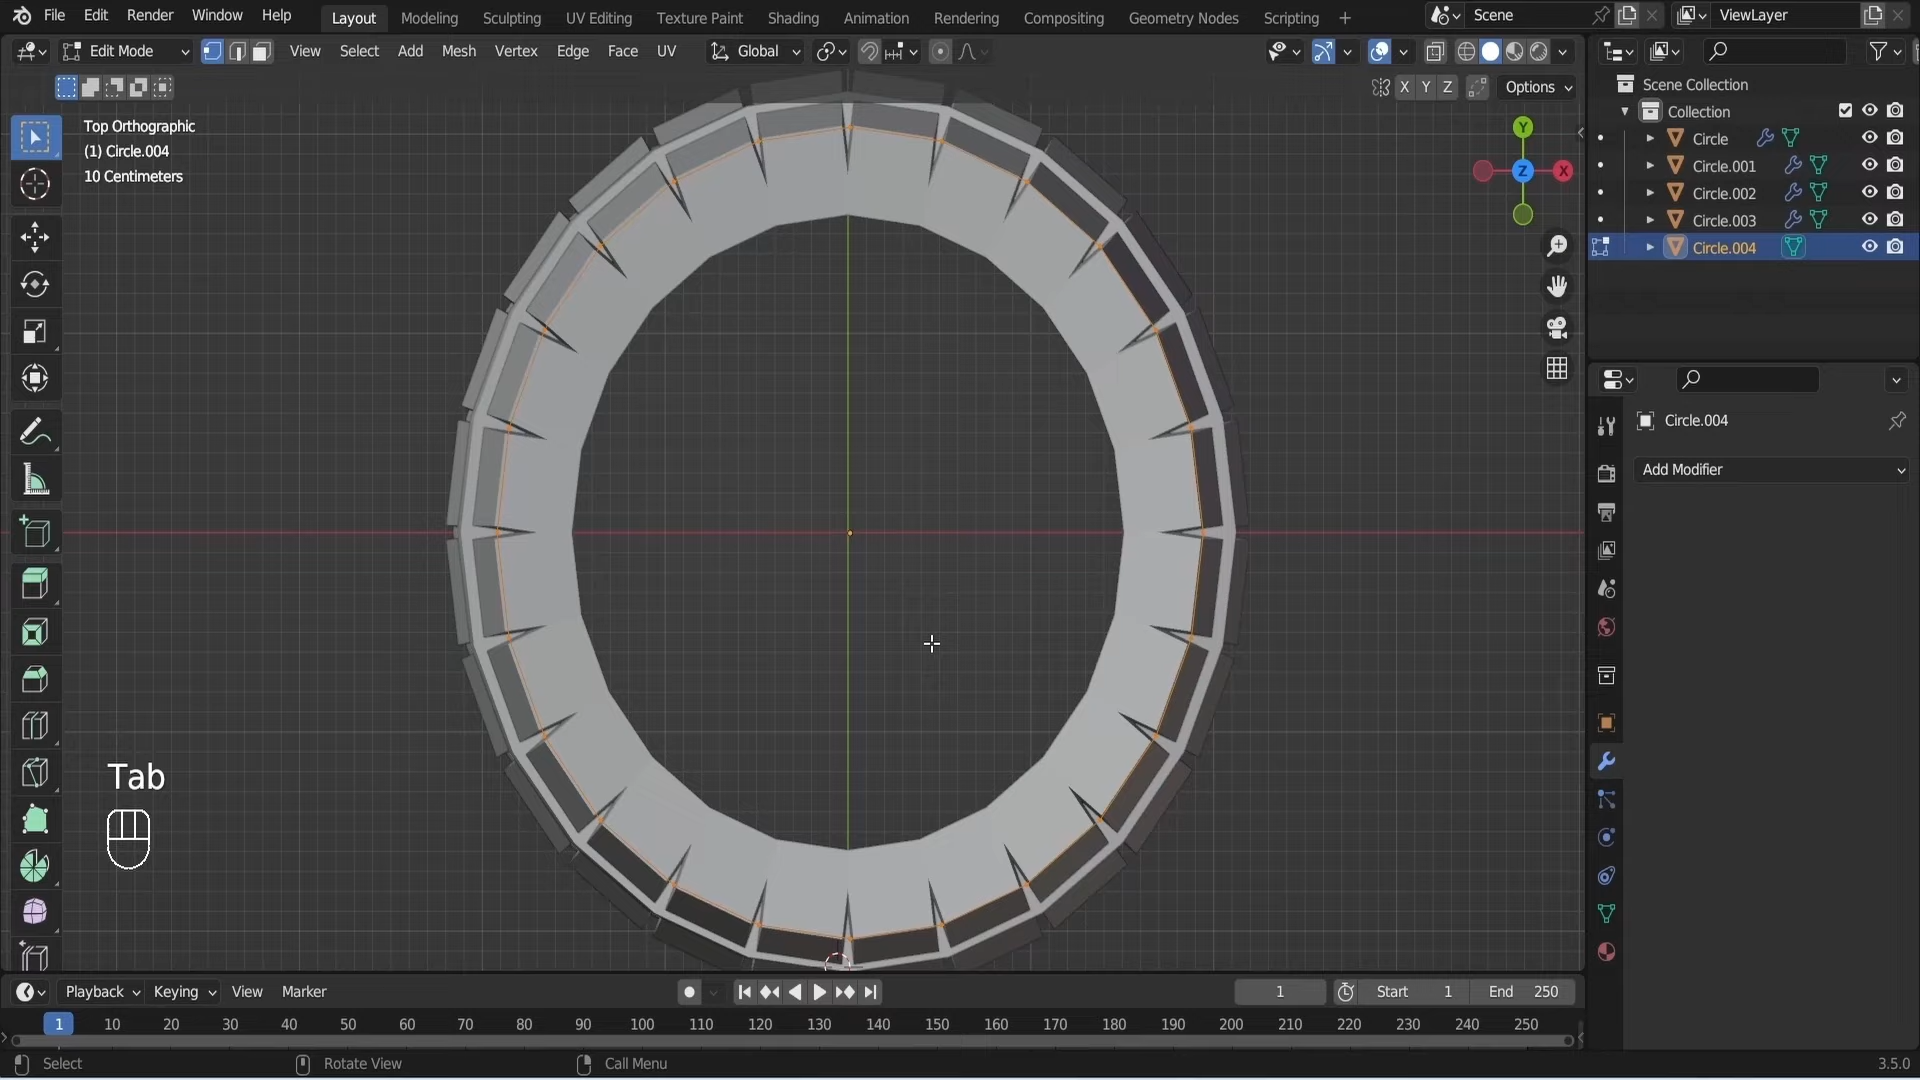 File Edit Render Window Help Layout Modeling Sculpting UV Editing Texture Paint Shading Animation Rendering Compositing Geometry Nodes Scripting + Scene ViewLayer
Edit Mode View Select Add Mesh Vertex Edge Face UV Global
X Y Z Options
Top Orthographic
(1) Circle.004
10 Centimeters
Y
Z X
Scene Collection
Collection
Circle
Circle.001
Circle.002
Circle.003
Circle.004
Circle.004
Add Modifier
Tab
Playback Keying View Marker 1 Start 1 End 250
1 10 20 30 40 50 60 70 80 90 100 110 120 130 140 150 160 170 180 190 200 210 220 230 240 250
Select Rotate View Call Menu 3.5.0